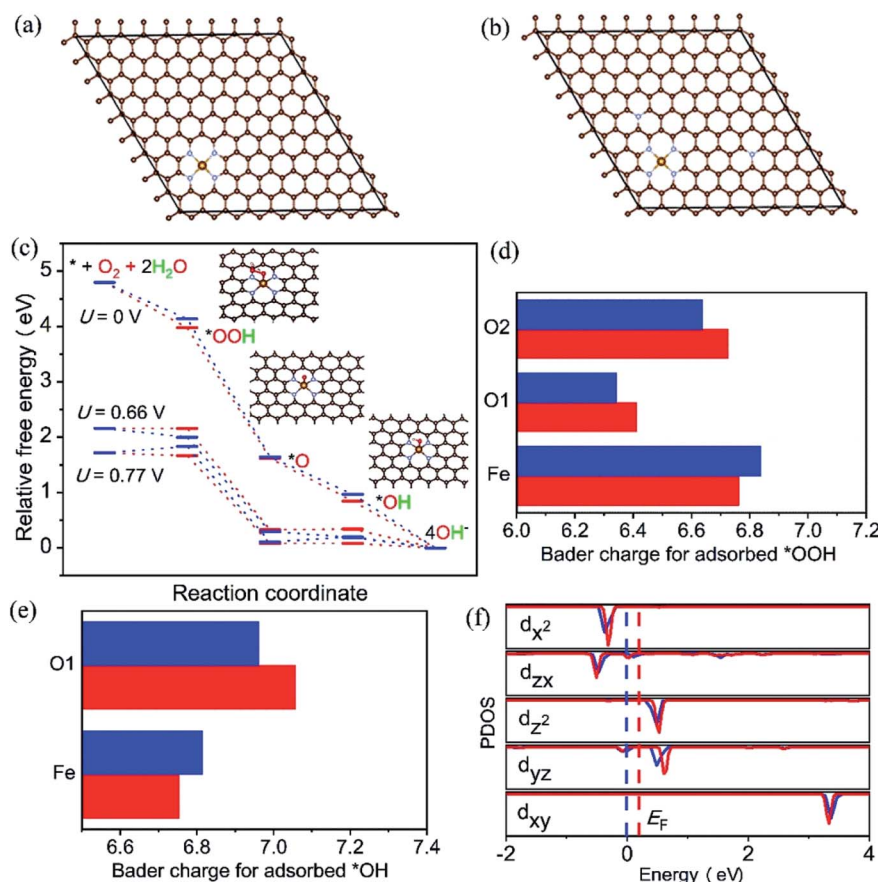 (a)
(b)
(c)
* + O2 + 2H2O
U = 0 V
*OOH
U = 0.66 V
U = 0.77 V
*O
*OH
4OH-
5
4
3
2
1
0
Relative free energy ( eV)
Reaction coordinate
(d)
O2
O1
Fe
6.0 6.2 6.4 6.6 6.8 7.0 7.2
Bader charge for adsorbed *OOH
(e)
O1
Fe
6.6 6.8 7.0 7.2 7.4
Bader charge for adsorbed *OH
(f)
dx2
dzx
dz2
dyz
dxy
EF
PDOS
-2 0 2 4
Energy ( eV)